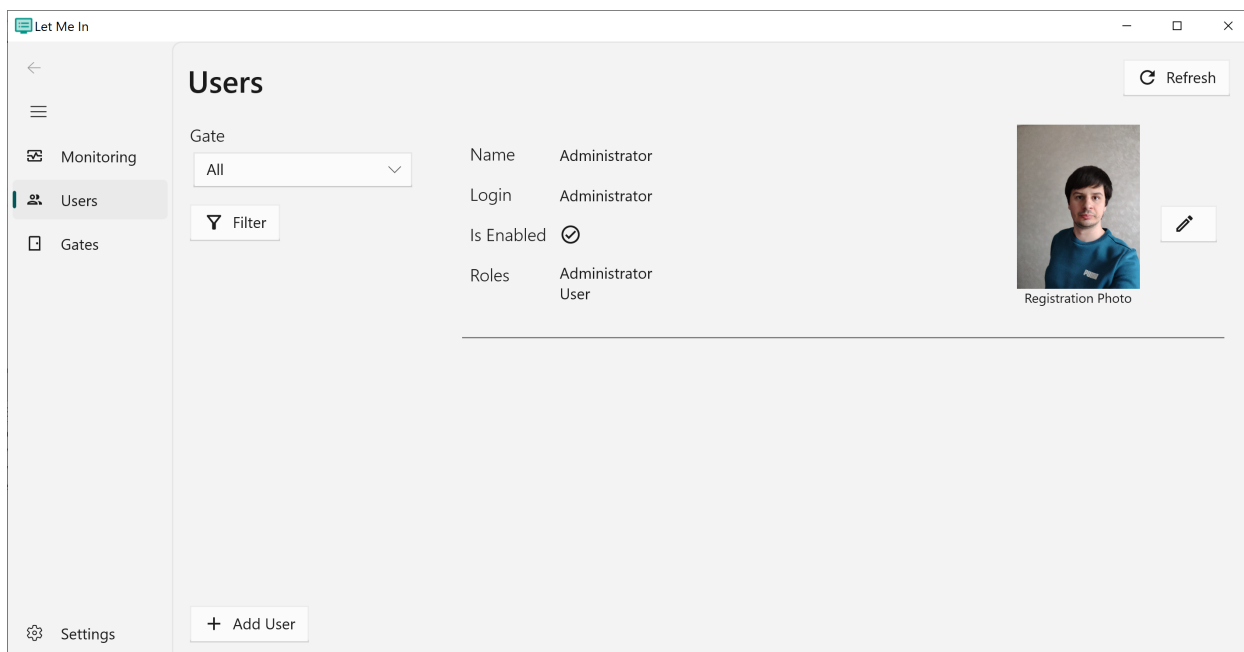 Let Me In
Users
Refresh
Monitoring
Users
Gates
Settings
Gate
All
Filter
Add User
Name Administrator
Login Administrator
Is Enabled
Roles Administrator
User
Registration Photo